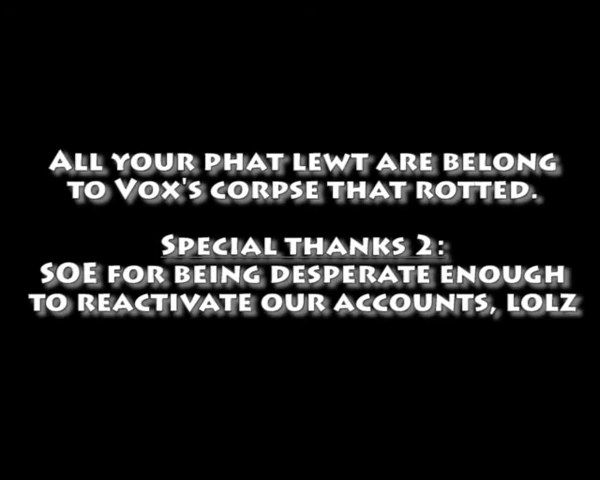 All your phat lewt are belong
to Vox's corpse that rotted.
Special thanks 2:
SOE for being desperate enough
to reactivate our accounts, lolz